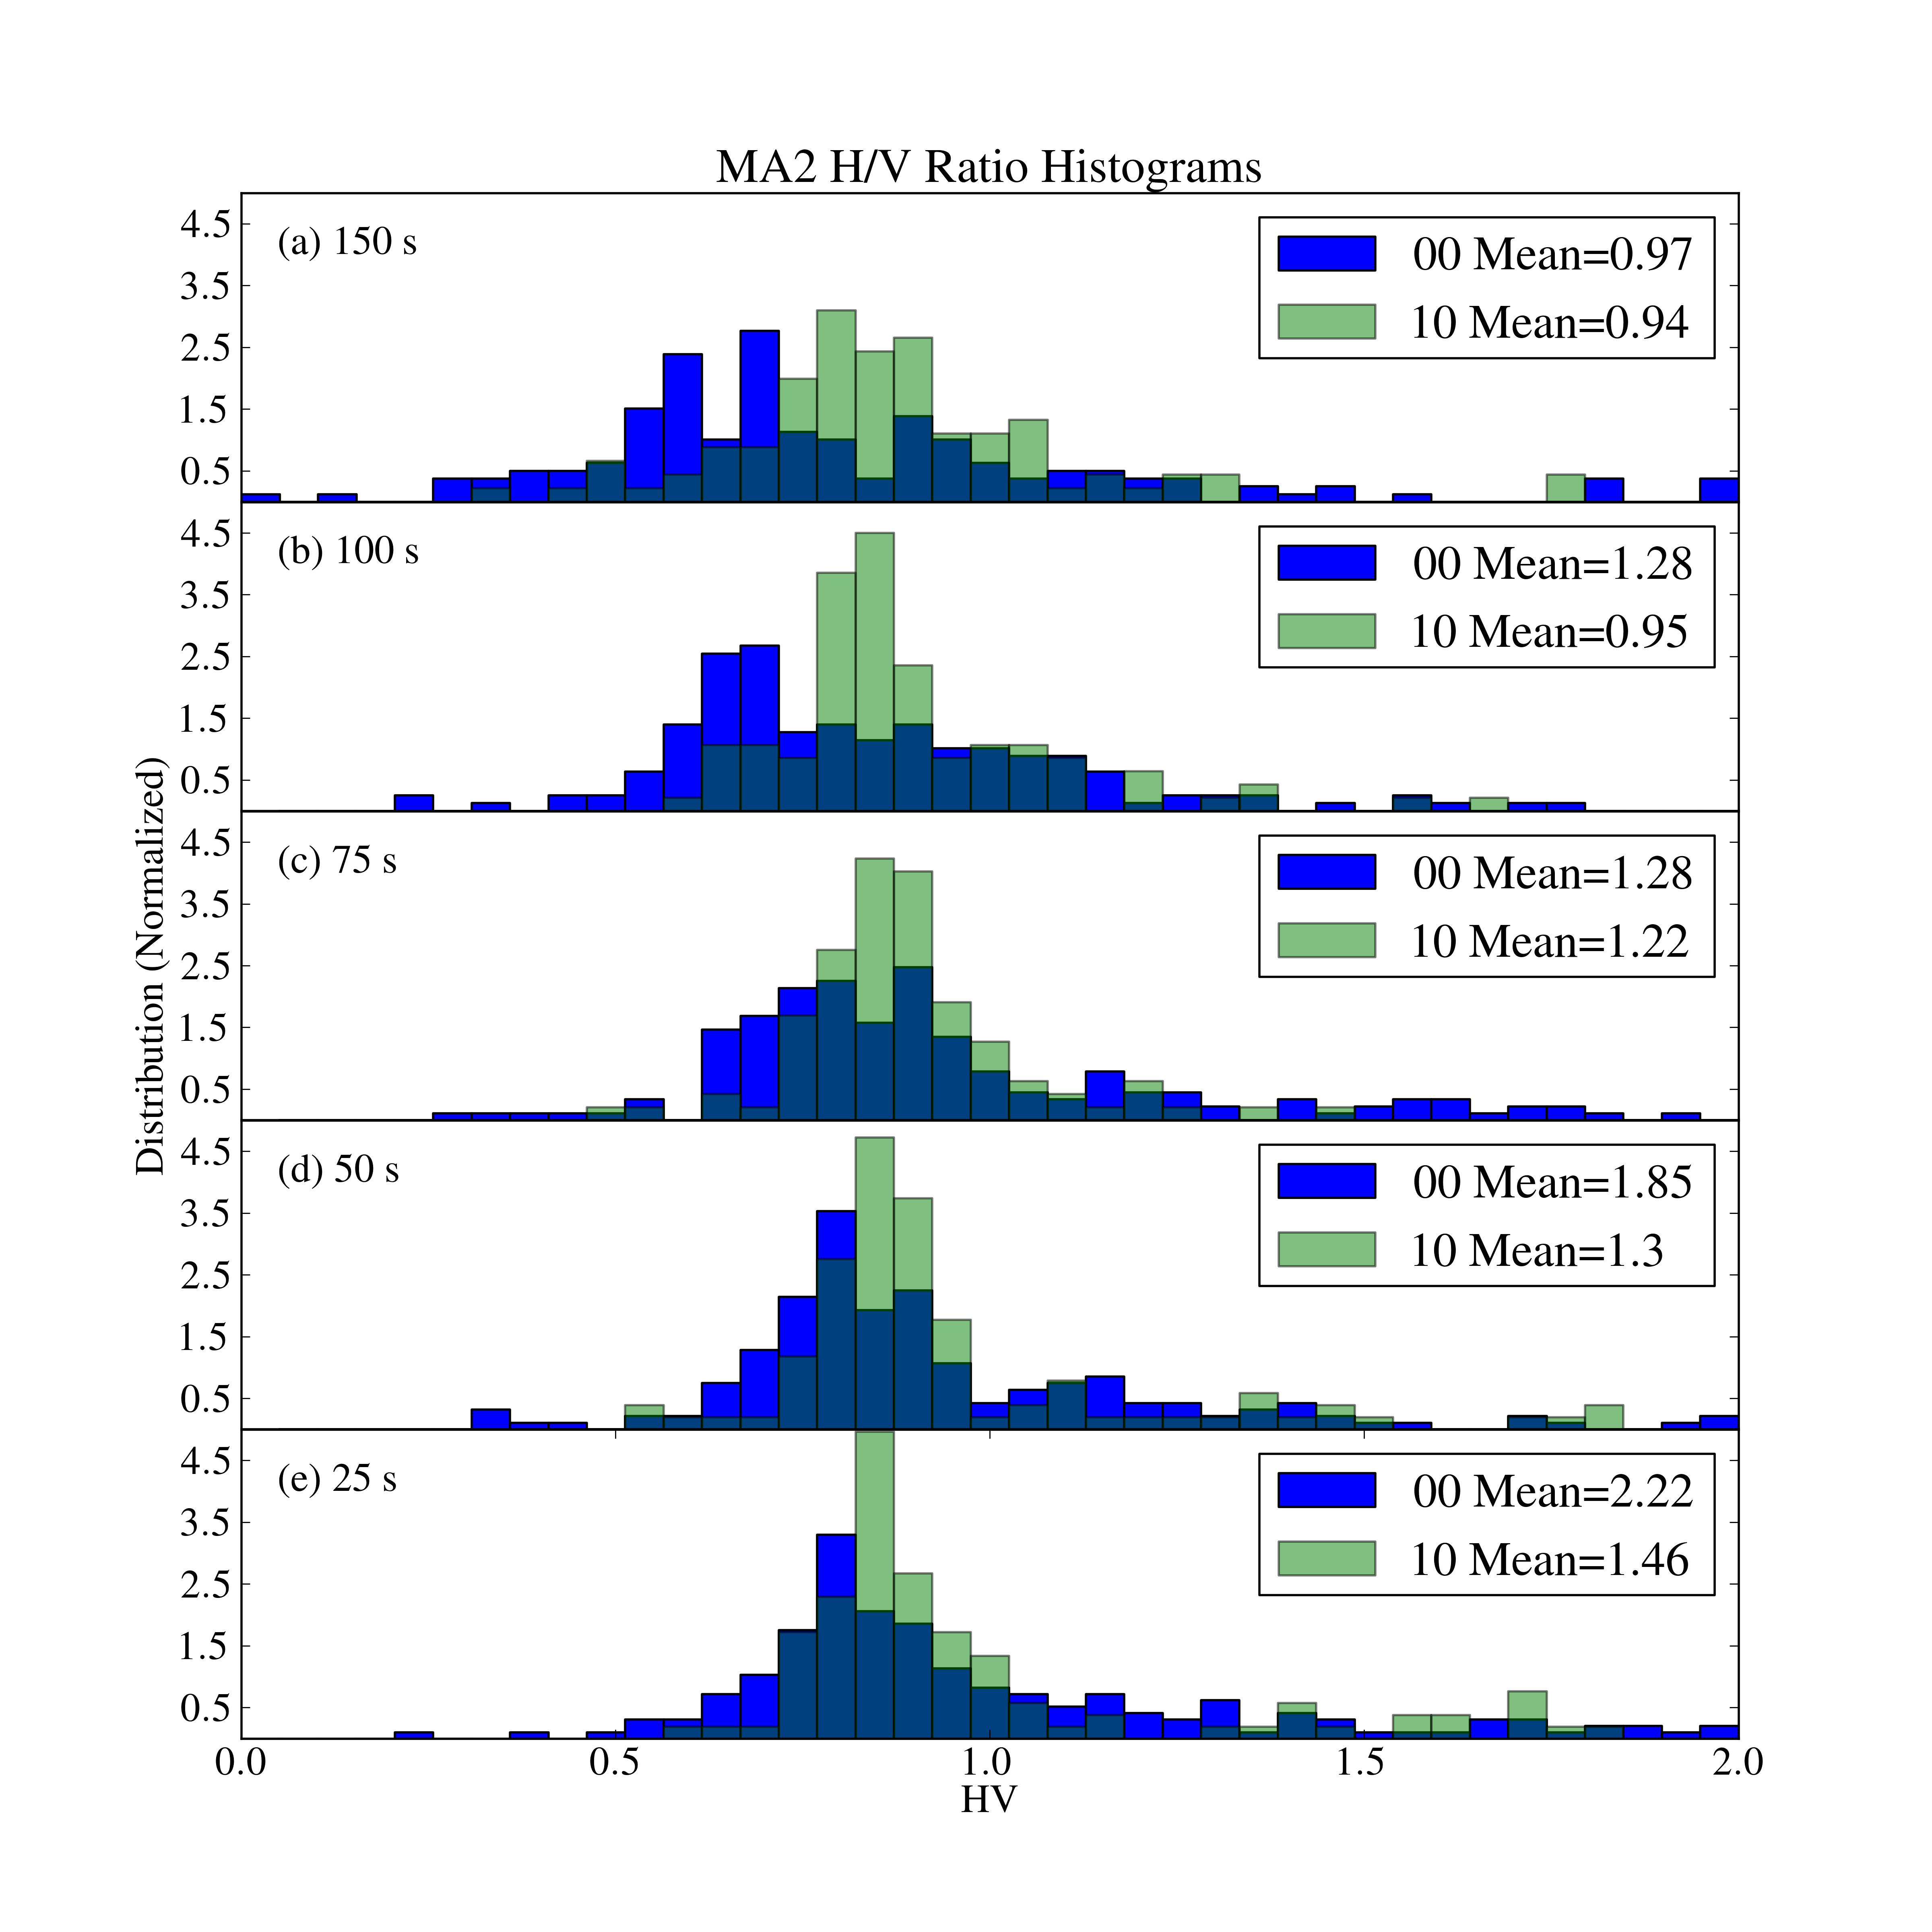 MA2 H/V Ratio Histograms
Distribution (Normalized)
(a) 150 s
4.5
3.5
2.5
1.5
0.5
00 Mean=0.97
10 Mean=0.94
(b) 100 s
4.5
3.5
2.5
1.5
0.5
00 Mean=1.28
10 Mean=0.95
(c) 75 s
4.5
3.5
2.5
1.5
0.5
00 Mean=1.28
10 Mean=1.22
(d) 50 s
4.5
3.5
2.5
1.5
0.5
00 Mean=1.85
10 Mean=1.3
(e) 25 s
4.5
3.5
2.5
1.5
0.5
00 Mean=2.22
10 Mean=1.46
0.0 0.5 1.0 1.5 2.0
HV